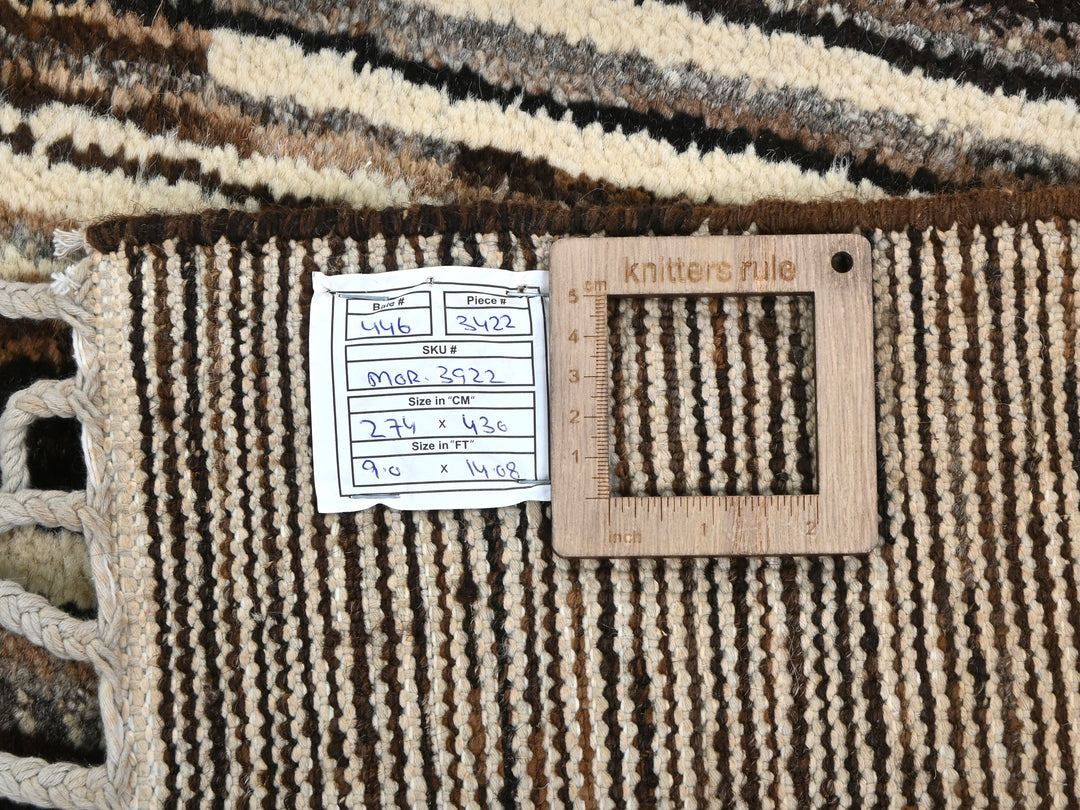 Bale # Piece #
446 3422
SKU #
MOR. 3922
Size in "CM"
274 x 430
Size in "FT"
9.0 x 14.08
knitters rule
5 cm
4
3
2
1
inch 1 2